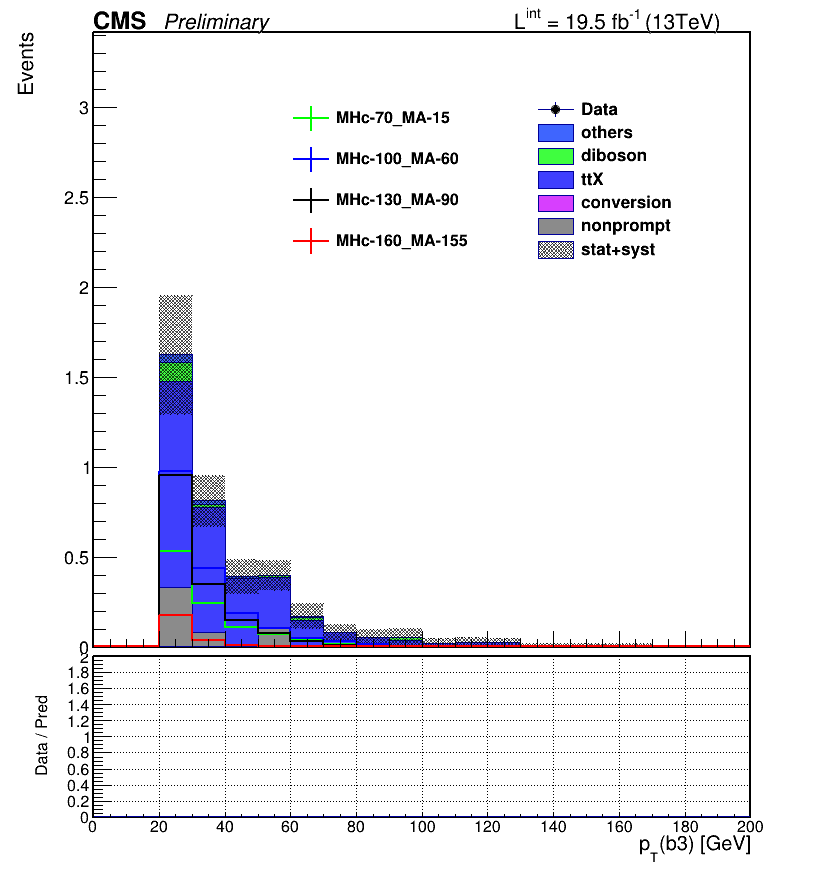 CMS Preliminary L^int = 19.5 fb^-1 (13TeV)
Events
MHc-70_MA-15
MHc-100_MA-60
MHc-130_MA-90
MHc-160_MA-155
Data
others
diboson
ttX
conversion
nonprompt
stat+syst
3
2.5
2
1.5
1
0.5
0
Data / Pred
2
1.8
1.6
1.4
1.2
1
0.8
0.6
0.4
0.2
0
0 20 40 60 80 100 120 140 160 180 200
p_T(b3) [GeV]